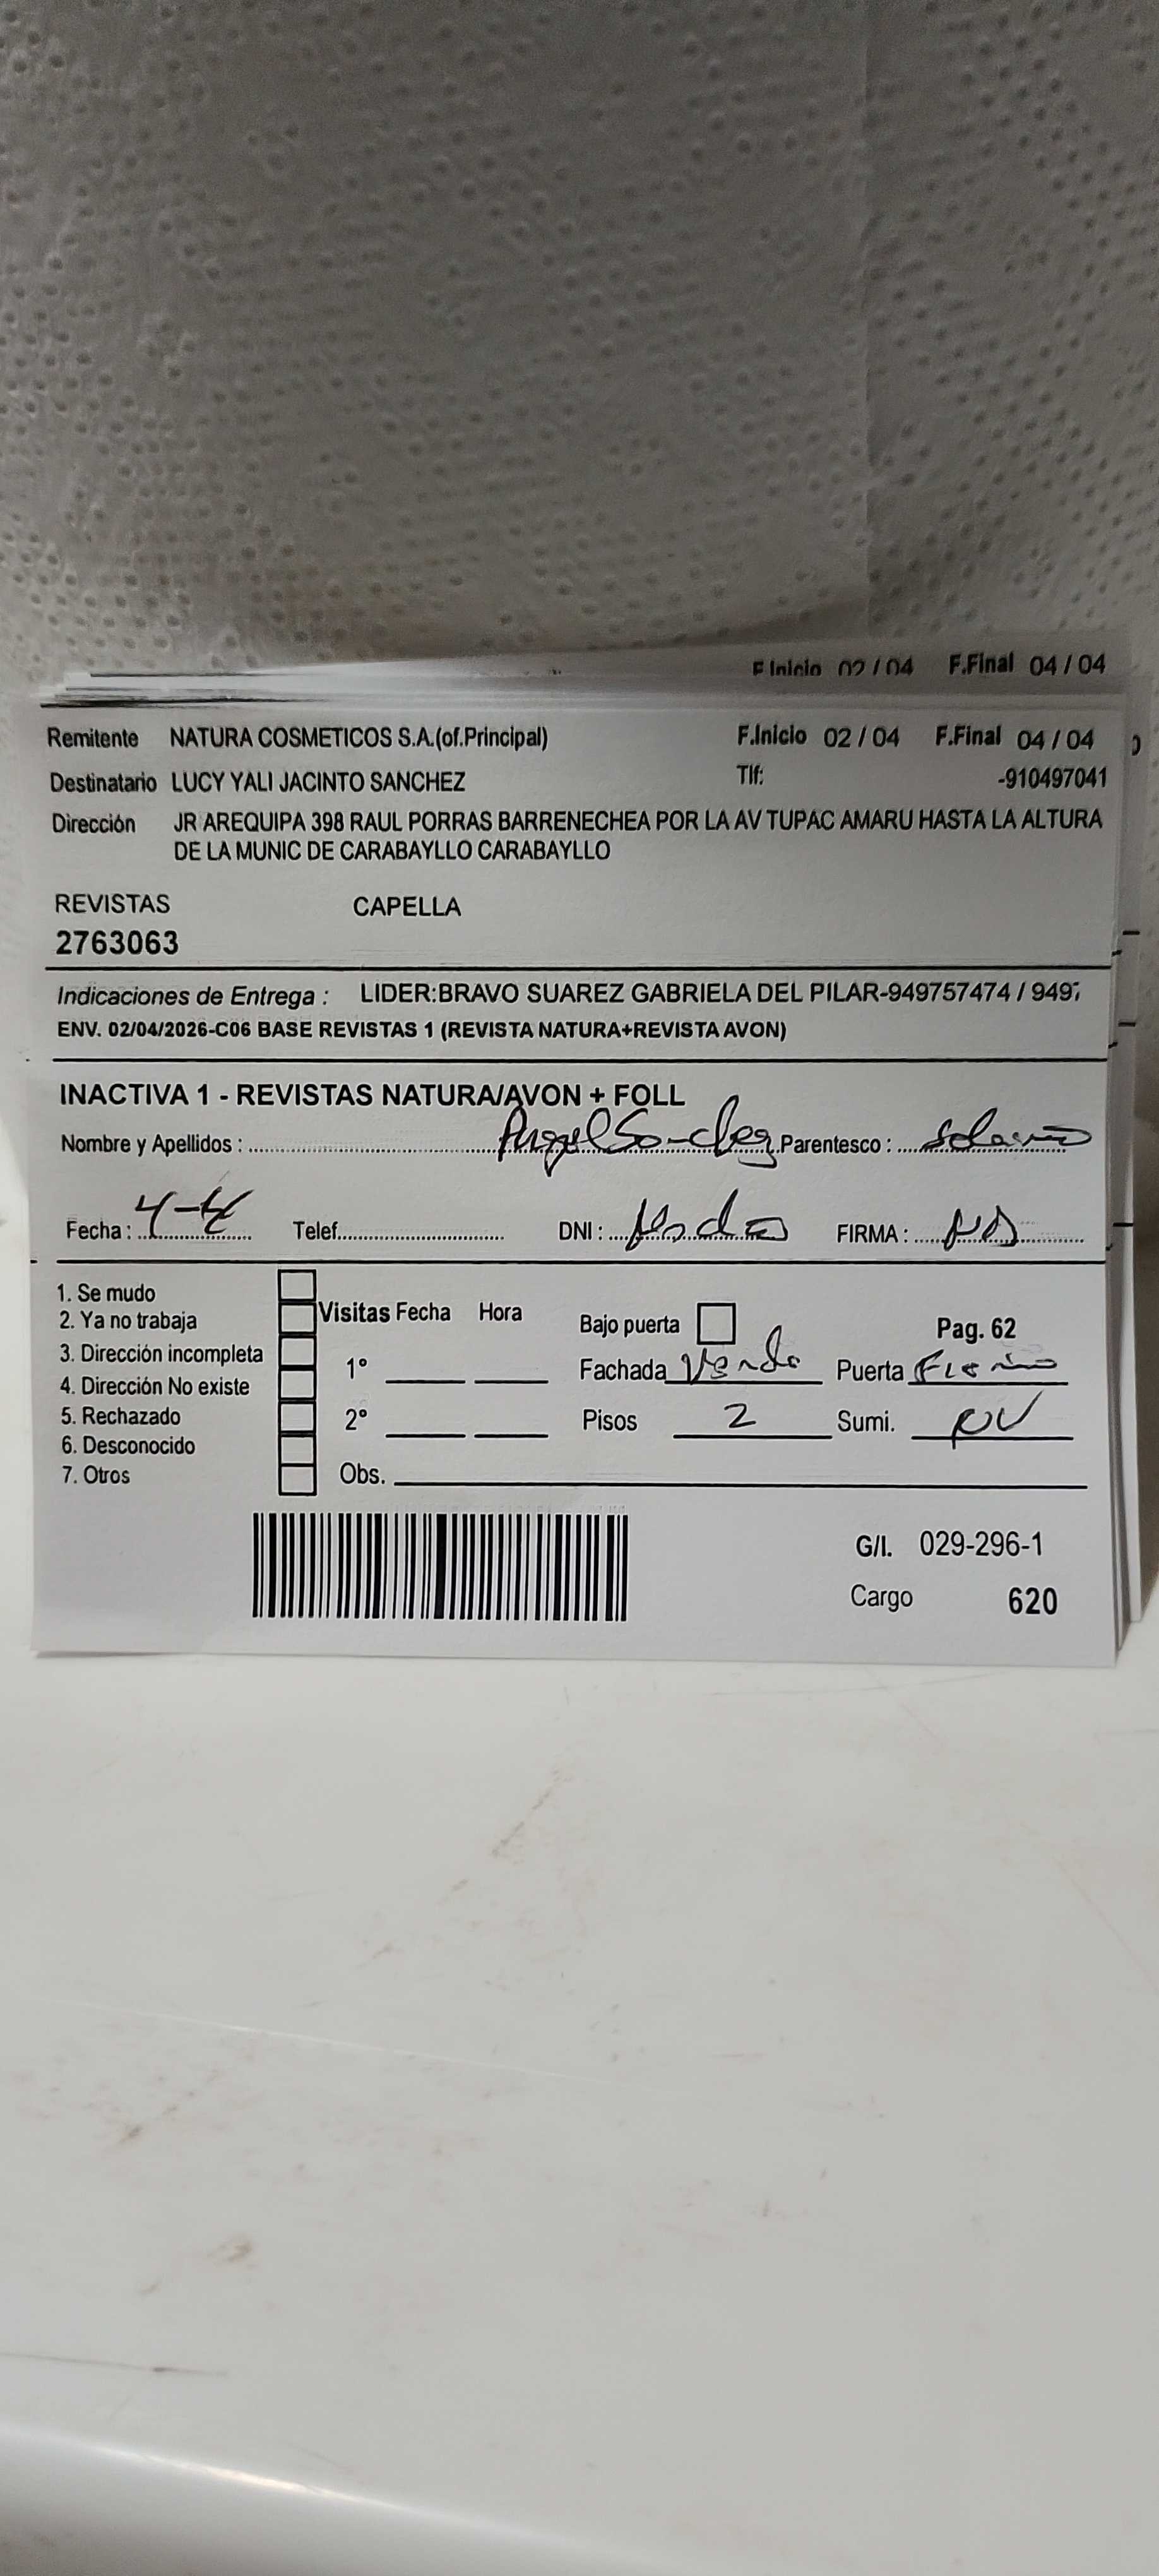 F.Inicio 02 / 04 F.Final 04 / 04
Remitente NATURA COSMETICOS S.A.(of.Principal) F.Inicio 02 / 04 F.Final 04 / 04
Destinatario LUCY YALI JACINTO SANCHEZ Tlf: -910497041
Dirección JR AREQUIPA 398 RAUL PORRAS BARRENECHEA POR LA AV TUPAC AMARU HASTA LA ALTURA
DE LA MUNIC DE CARABAYLLO CARABAYLLO
REVISTAS CAPELLA
2763063
Indicaciones de Entrega : LIDER:BRAVO SUAREZ GABRIELA DEL PILAR-949757474 / 949
ENV. 02/04/2026-C06 BASE REVISTAS 1 (REVISTA NATURA+REVISTA AVON)
INACTIVA 1 - REVISTAS NATURA/AVON + FOLL
Nombre y Apellidos : Angel Sanchez Parentesco :
Fecha : 4-4 Telef. DNI : FIRMA :
1. Se mudo
2. Ya no trabaja Visitas Fecha Hora Bajo puerta Pag. 62
3. Dirección incompleta 1° Fachada Verde Puerta
4. Dirección No existe
5. Rechazado 2° Pisos 2 Sumi.
6. Desconocido
7. Otros Obs.
G/I. 029-296-1
Cargo 620